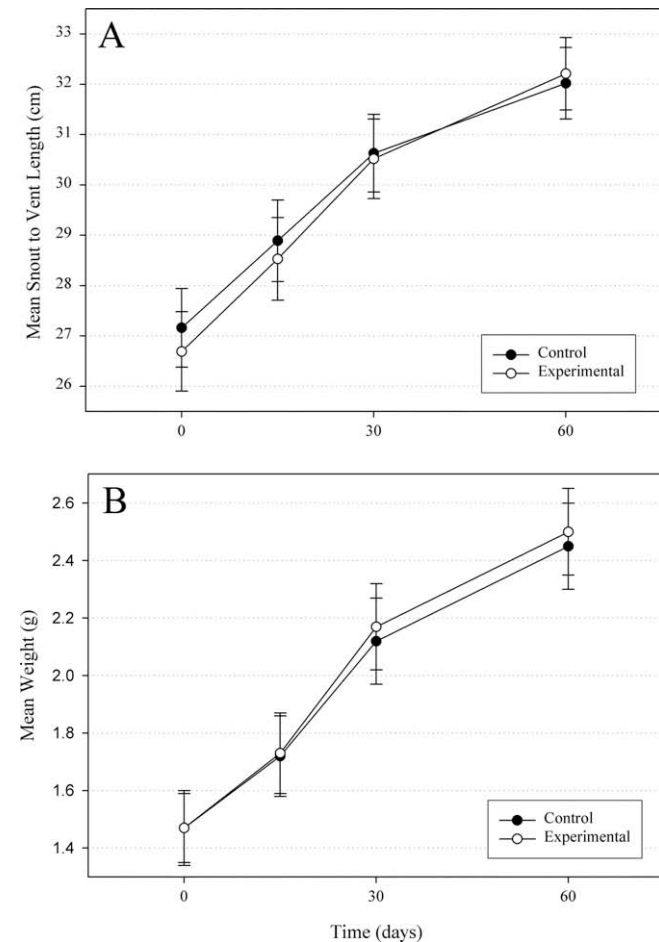 A
Mean Snout to Vent Length (cm)
33
32
31
30
29
28
27
26
Control
Experimental
0
30
60
B
Mean Weight (g)
2.6
2.4
2.2
2.0
1.8
1.6
1.4
Control
Experimental
0
30
60
Time (days)